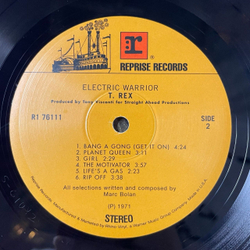 REPRISE RECORDS
ELECTRIC WARRIOR
T. REX
Produced by Tony Visconti for Straight Ahead Productions
R1 76111
SIDE
2
1. BANG A GONG (GET IT ON) 4:24
2. PLANET QUEEN 3:11
3. GIRL 2:29
4. THE MOTIVATOR 3:57
5. LIFE'S A GAS 2:23
6. RIP OFF 3:38
All selections written and composed by
Marc Bolan
(P) 1971
STEREO